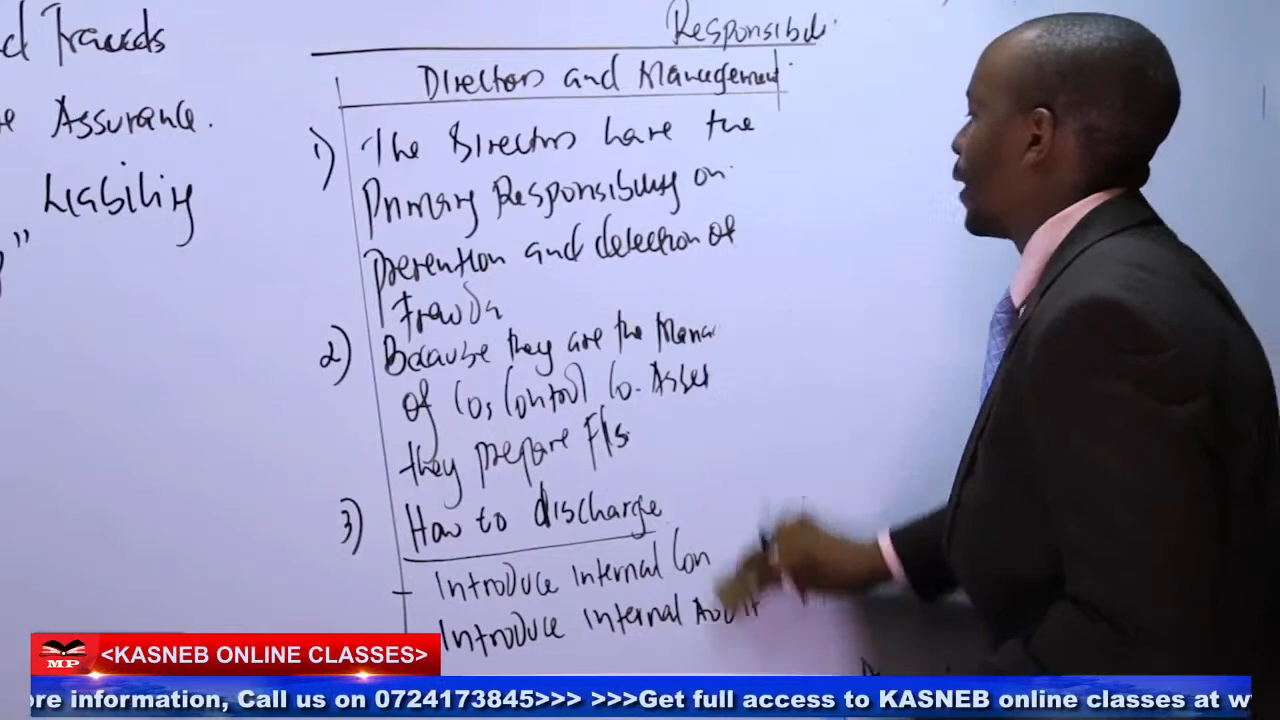 Frauds
Assurance.
Liability
"
Responsibili
Directors and Management
1) The Directors have the
Primary Responsibility on
prevention and detection of
frauds
2) Because they are the Mana
of Cos, Control Co. Asses
they prepare F/s
3) How to discharge
- Introduce internal Con
Introduce internal Audit
MP
<KASNEB ONLINE CLASSES>
ore information, Call us on 0724173845>>> >>>Get full access to KASNEB online classes at w